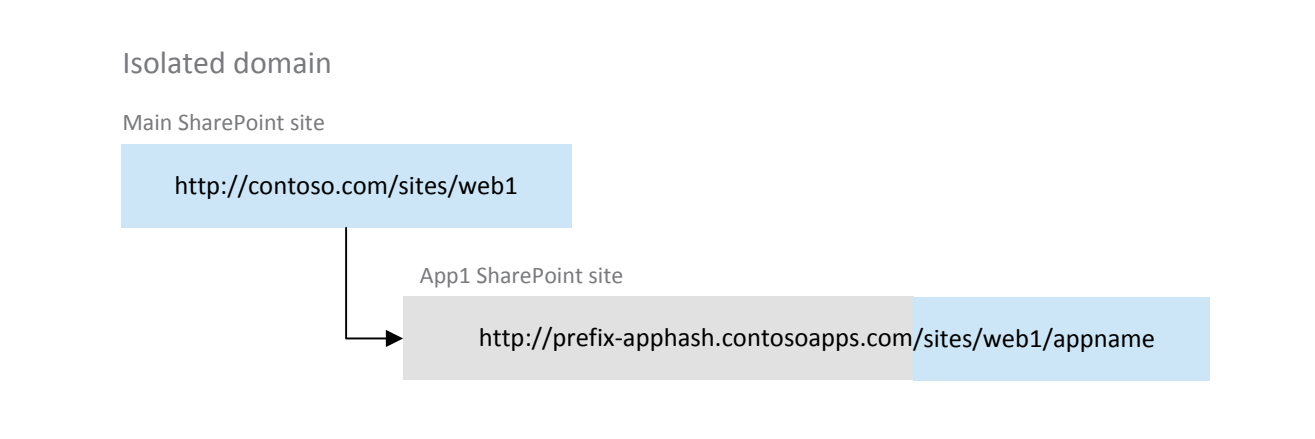 Isolated domain
Main SharePoint site
http://contoso.com/sites/web1
App1 SharePoint site
http://prefix-apphash.contosoapps.com/sites/web1/appname